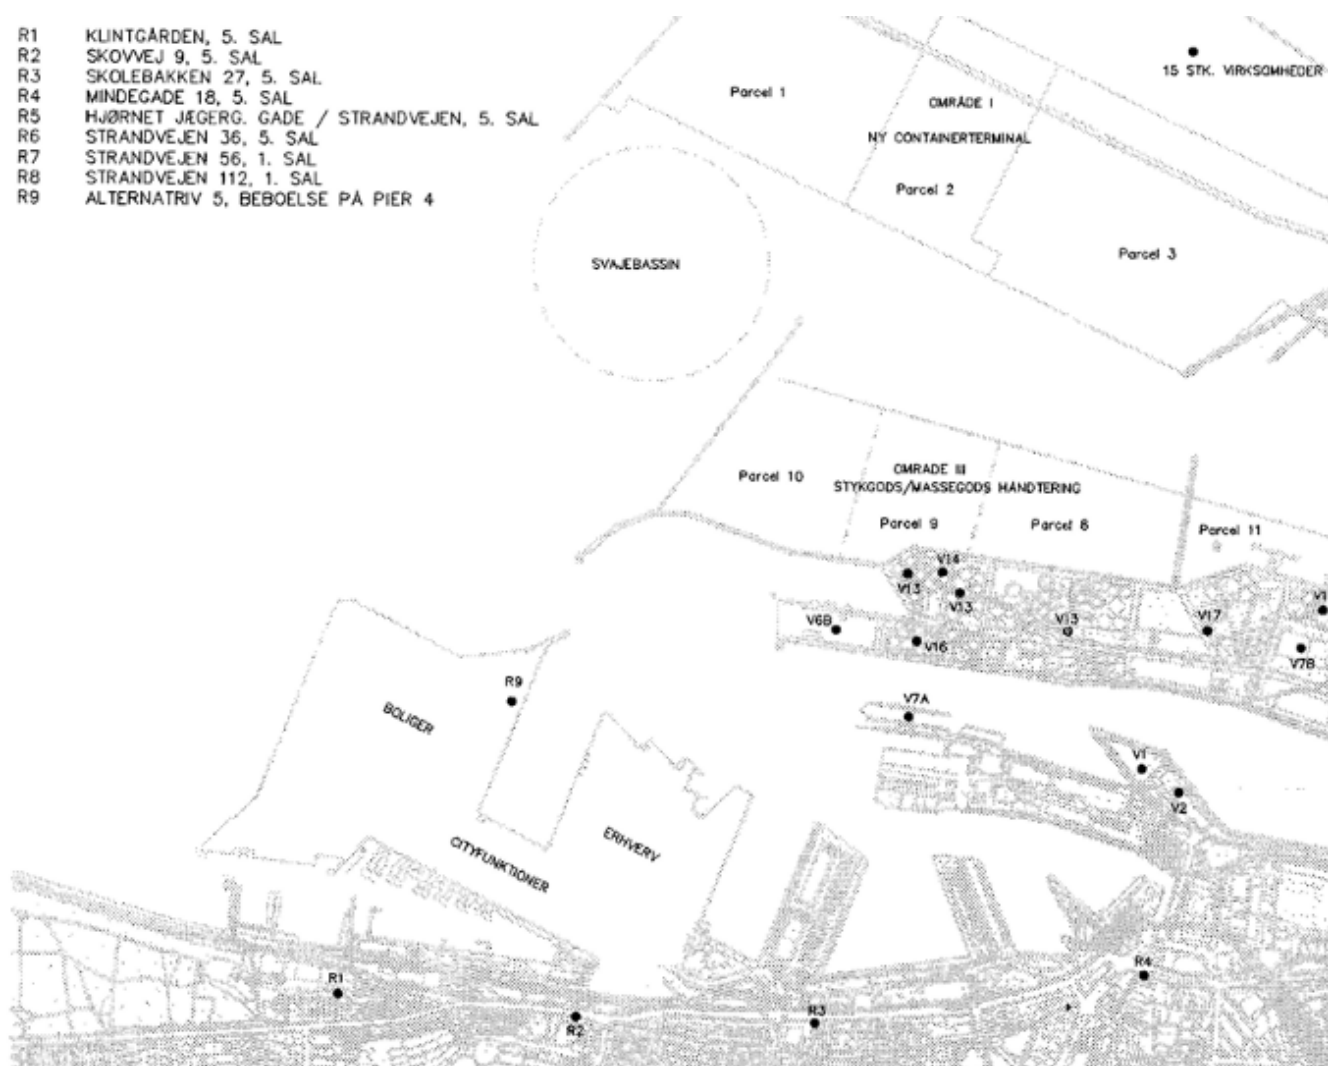 R1 KLINTGÅRDEN, 5. SAL
R2 SKOVVEJ 9, 5. SAL
R3 SKOLEBAKKEN 27, 5. SAL
R4 MINDEGADE 18, 5. SAL
R5 HJØRNET JÆGERG. GADE / STRANDVEJEN, 5. SAL
R6 STRANDVEJEN 36, 5. SAL
R7 STRANDVEJEN 56, 1. SAL
R8 STRANDVEJEN 112, 1. SAL
R9 ALTERNATRIV 5, BEBOELSE PÅ PIER 4
15 STK. VIRKSOMHEDER
Parcel 1
OMRÅDE I
NY CONTAINERTERMINAL
Parcel 2
Parcel 3
SVAJEBASSIN
Parcel 10
OMRÅDE III
STYKGODS/MASSEGODS HÅNDTERING
Parcel 9
Parcel 8
Parcel 11
V13
V14
V13
V13
V17
V1
V6B
V16
V7B
R9
V7A
BOLIGER
V1
V2
CITYFUNKTIONER
ERHVERV
R1
R2
R3
R4